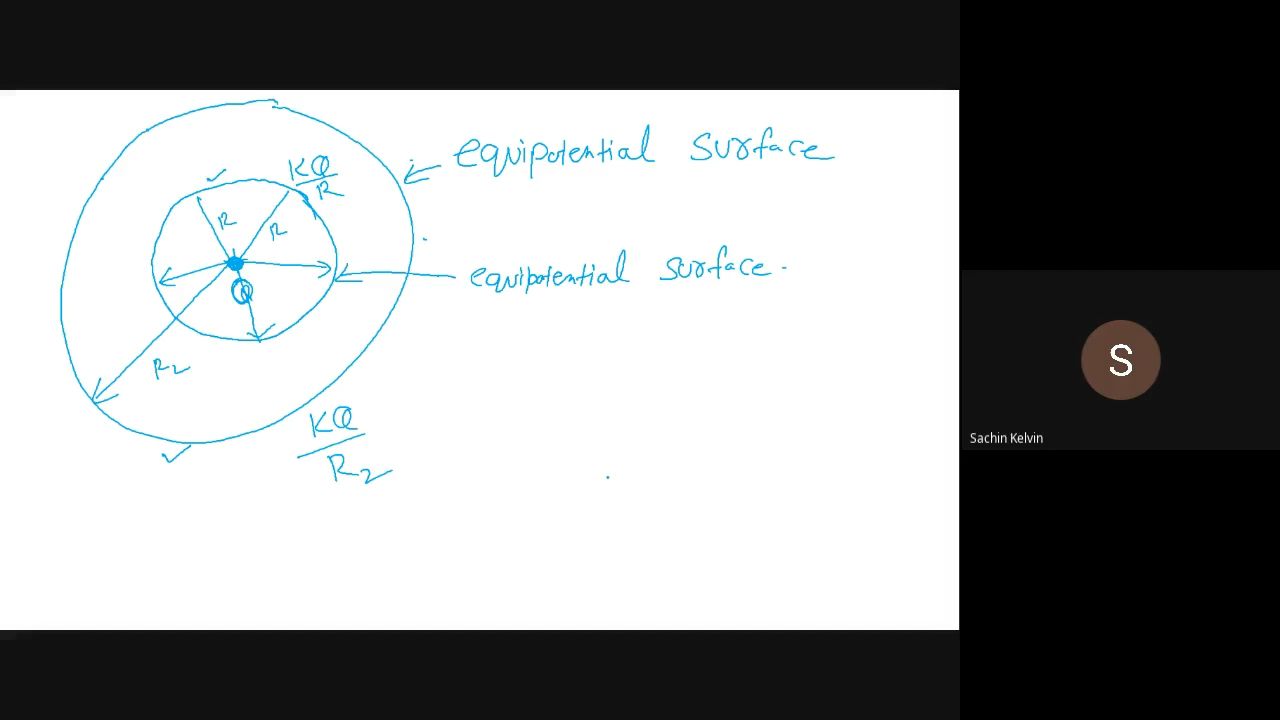 equipotential surface
KQ
R
R
R
equipotential surface.
Q
R2
KQ
R2
S
Sachin Kelvin